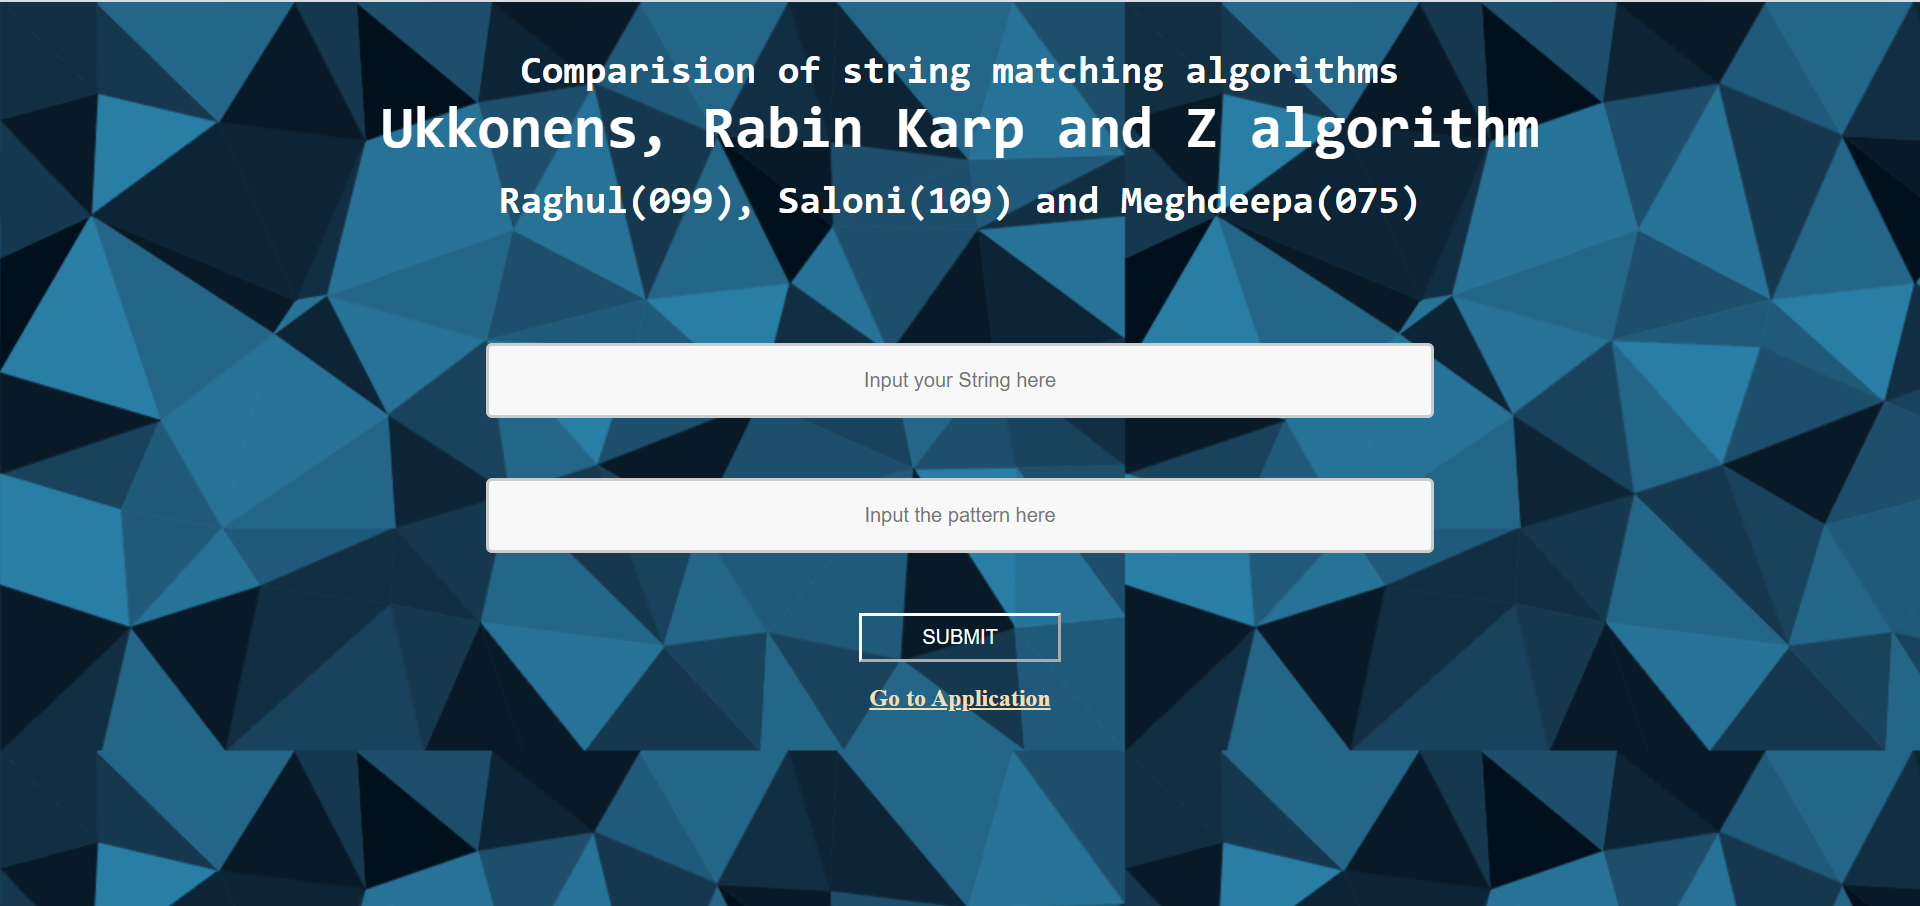 Comparision of string matching algorithms
Ukkonens, Rabin Karp and Z algorithm
Raghul(099), Saloni(109) and Meghdeepa(075)
Input your String here
Input the pattern here
SUBMIT
Go to Application